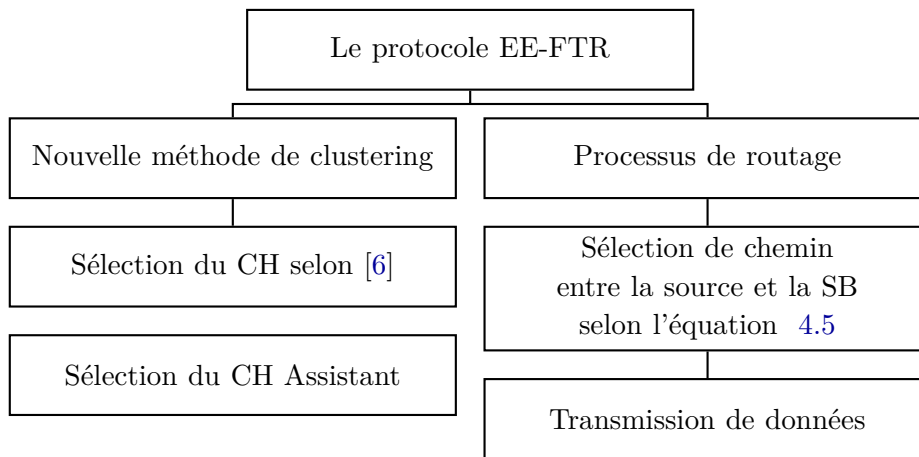 Le protocole EE-FTR
Nouvelle méthode de clustering
Processus de routage
Sélection du CH selon [6]
Sélection de chemin
entre la source et la SB
selon l'équation 4.5
Sélection du CH Assistant
Transmission de données